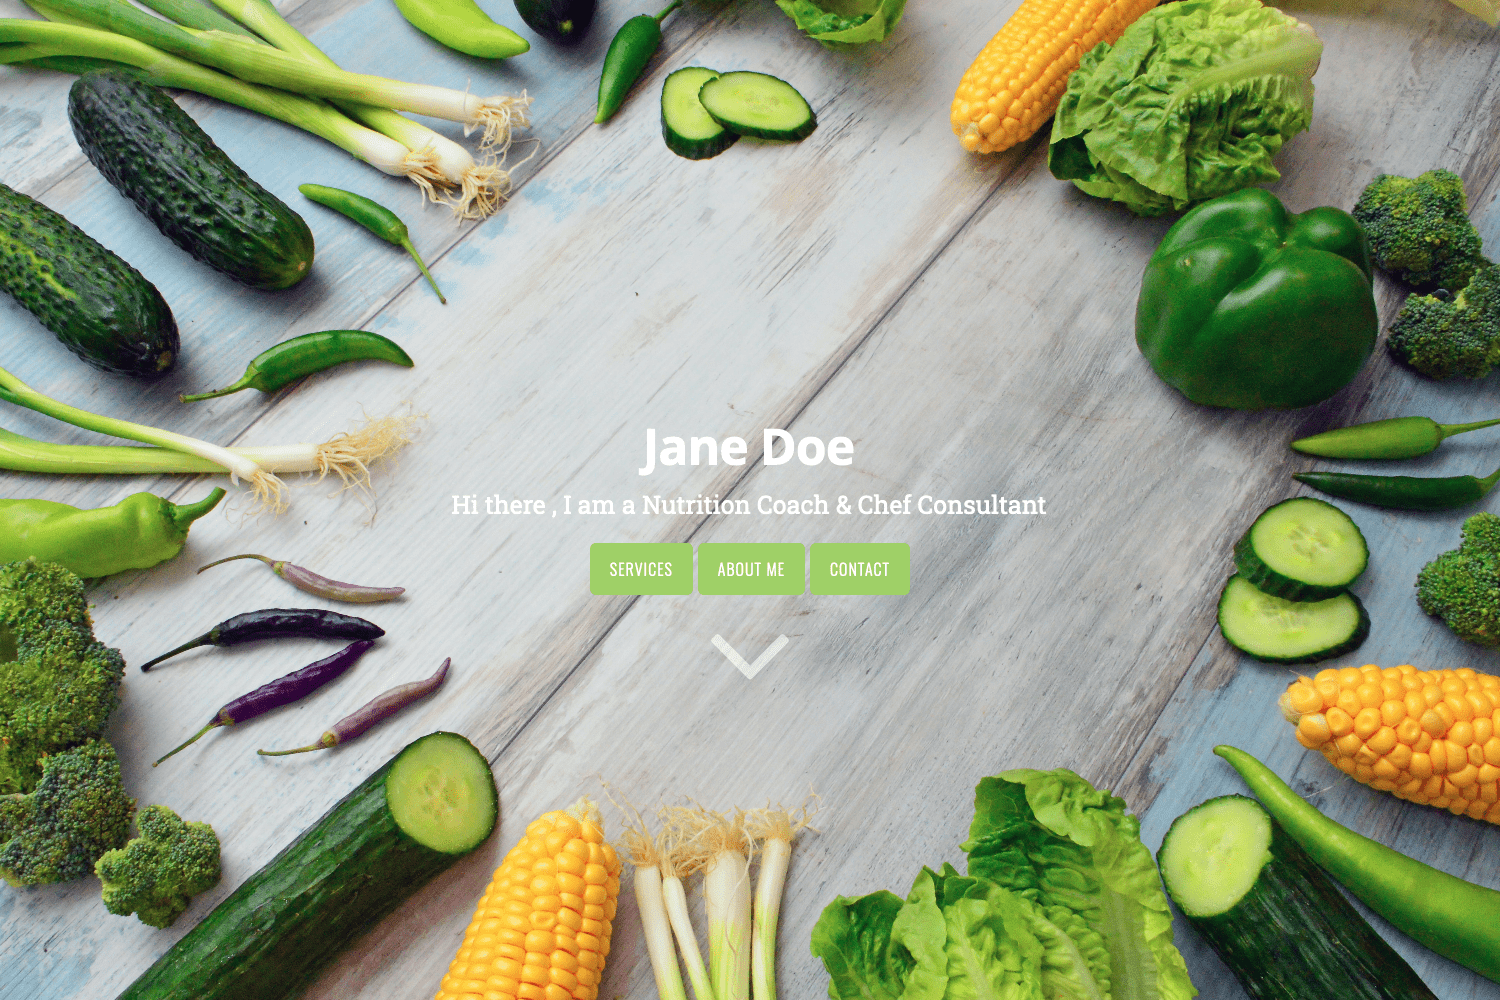 Jane Doe
Hi there , I am a Nutrition Coach & Chef Consultant
SERVICES ABOUT ME CONTACT